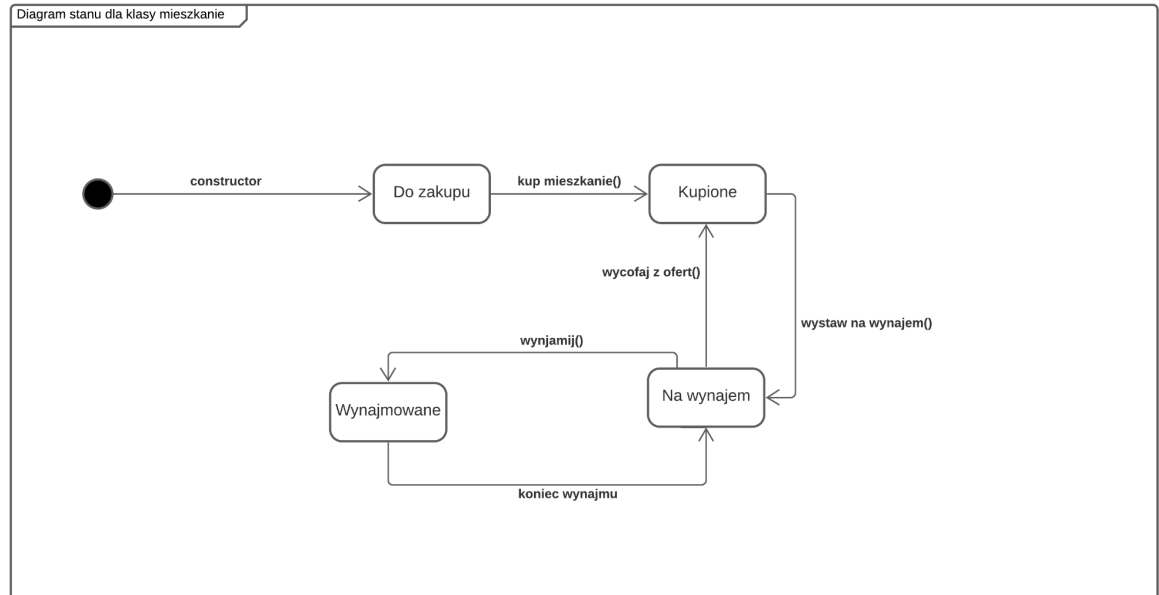 Diagram stanu dla klasy mieszkanie
constructor
Do zakupu
kup mieszkanie()
Kupione
wycofaj z ofert()
wystaw na wynajem()
wynjamij()
Na wynajem
Wynajmowane
koniec wynajmu